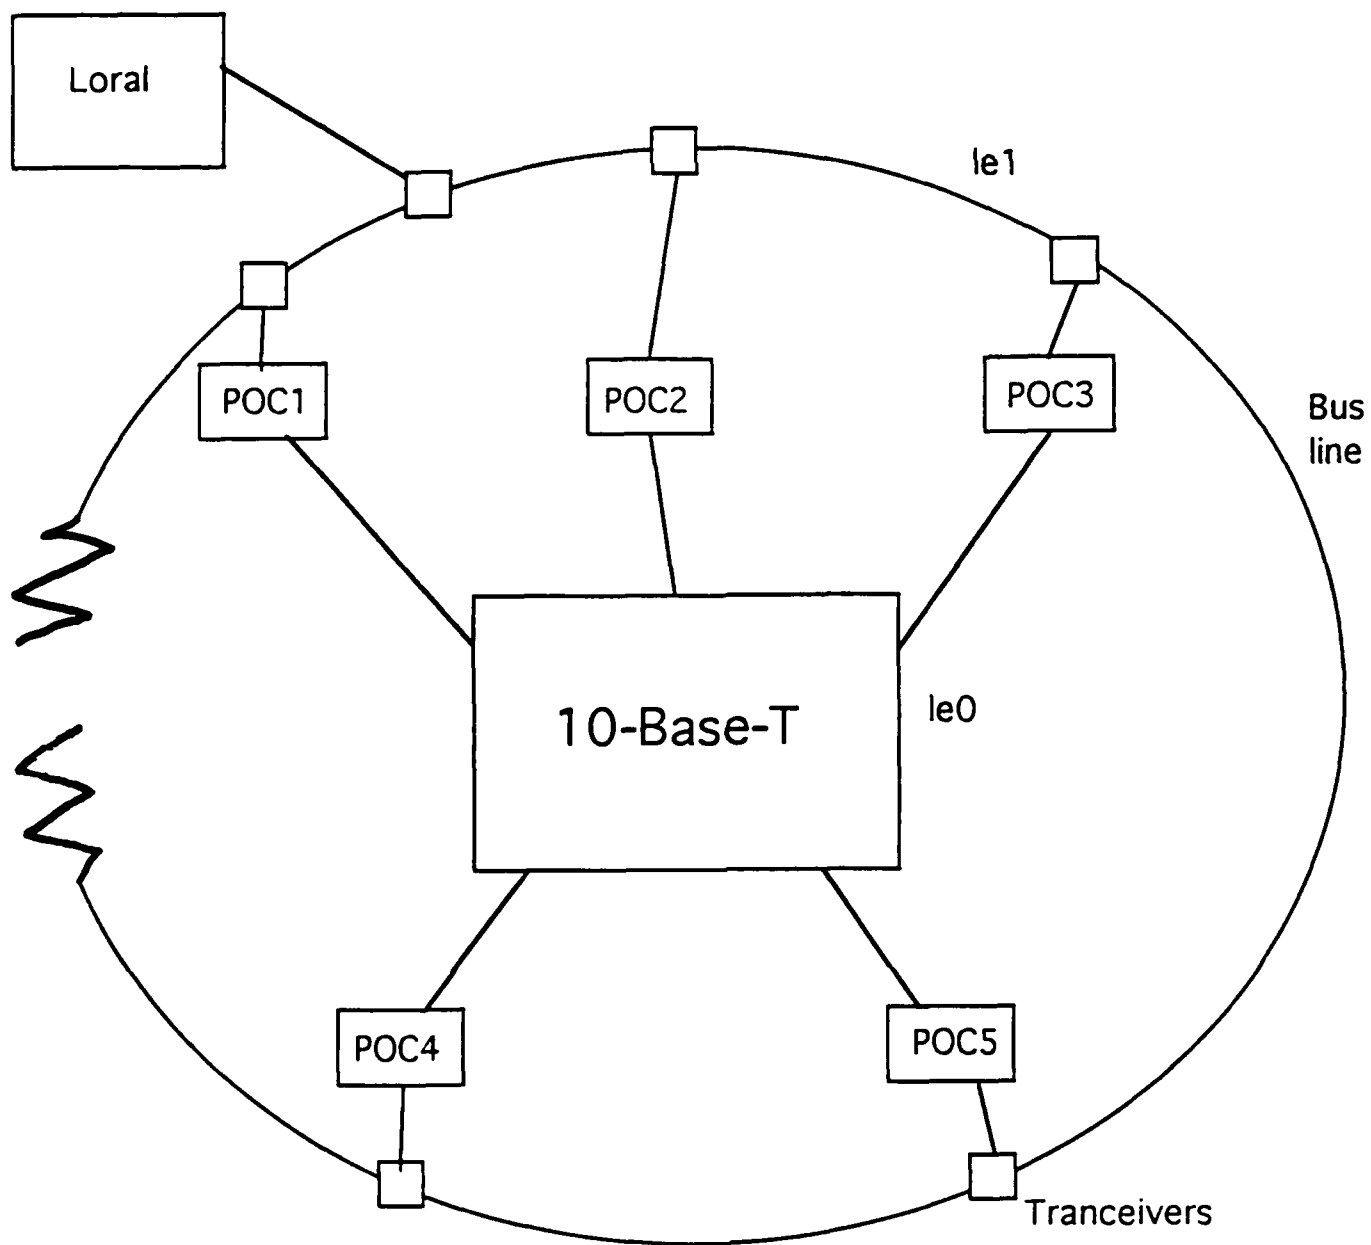 Loral
le1
POC1
POC2
POC3
Bus
line
10-Base-T
le0
POC4
POC5
Tranceivers